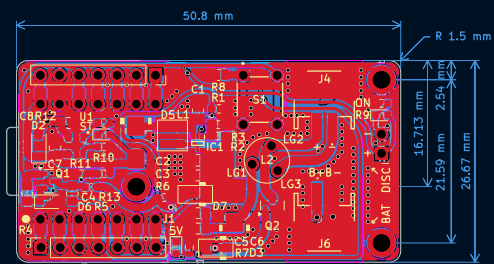 50.8 mm
R 1.5 mm
2.54 mm
16.713 mm
21.59 mm
26.67 mm
J4
C1 R8
R1
S1
ON
R9
C8 R12
D2
U1
D5 L1
IC1
R3
R2
LG2
L2
LG1
LG3
+ -
B+ B-
+
-
DISC
BAT
R11
R10
C7
Q1
C2
C3
R6
C4 R13
D6 R5
J1
D7
Q2
R4
5V
C5 C6
R7 D3
J6